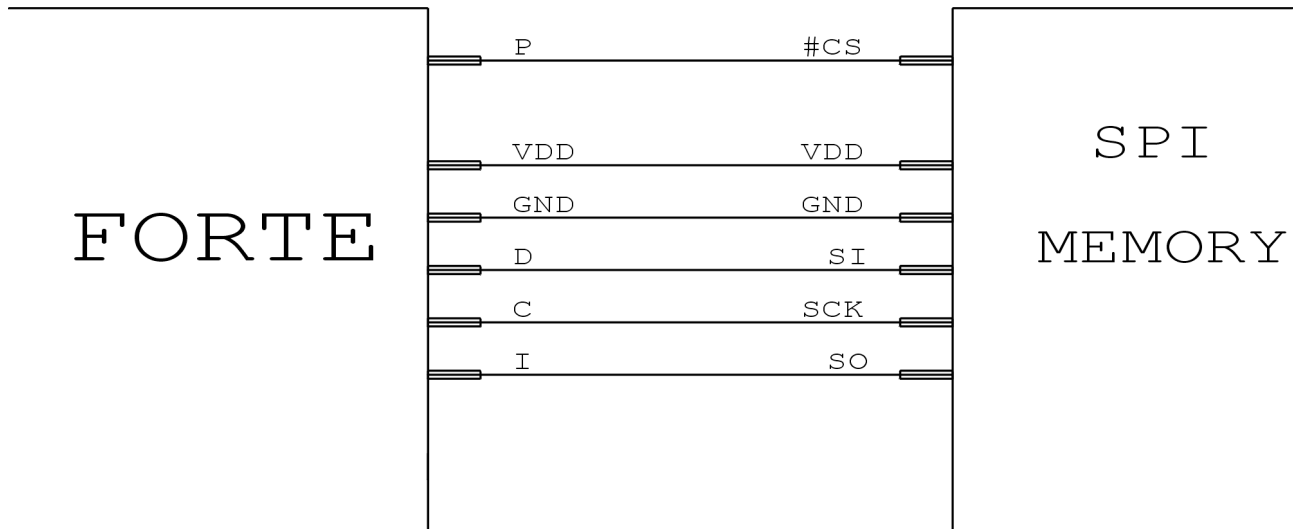 P #CS
SPI
VDD VDD
GND GND
FORTE
MEMORY
D SI
C SCK
I SO